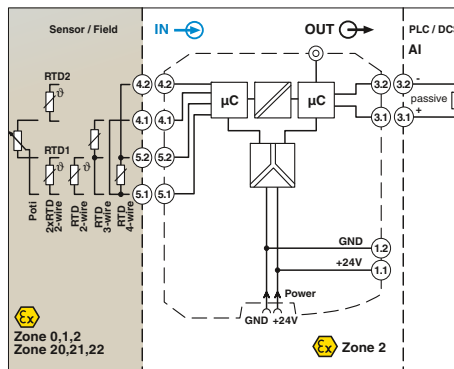 Sensor / Field
IN
OUT
PLC / DCS
AI
RTD2
ϑ
4.2
4.2
µC
µC
3.2
3.2
-
passive
4.1
4.1
3.1
3.1
+
RTD1
ϑ
ϑ
5.2
5.2
5.1
5.1
Poti
2xRTD
2-wire
RTD
2-wire
RTD
3-wire
RTD
4-wire
GND
1.2
+24V
1.1
Power
GND
+24V
Ex
Zone 0,1,2
Zone 20,21,22
Ex
Zone 2